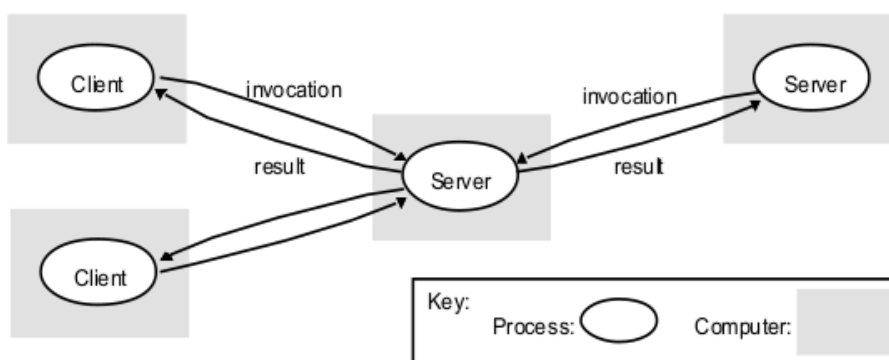 Client
invocation
result
Server
invocation
result
Server
Client
Key:
Process:
Computer: